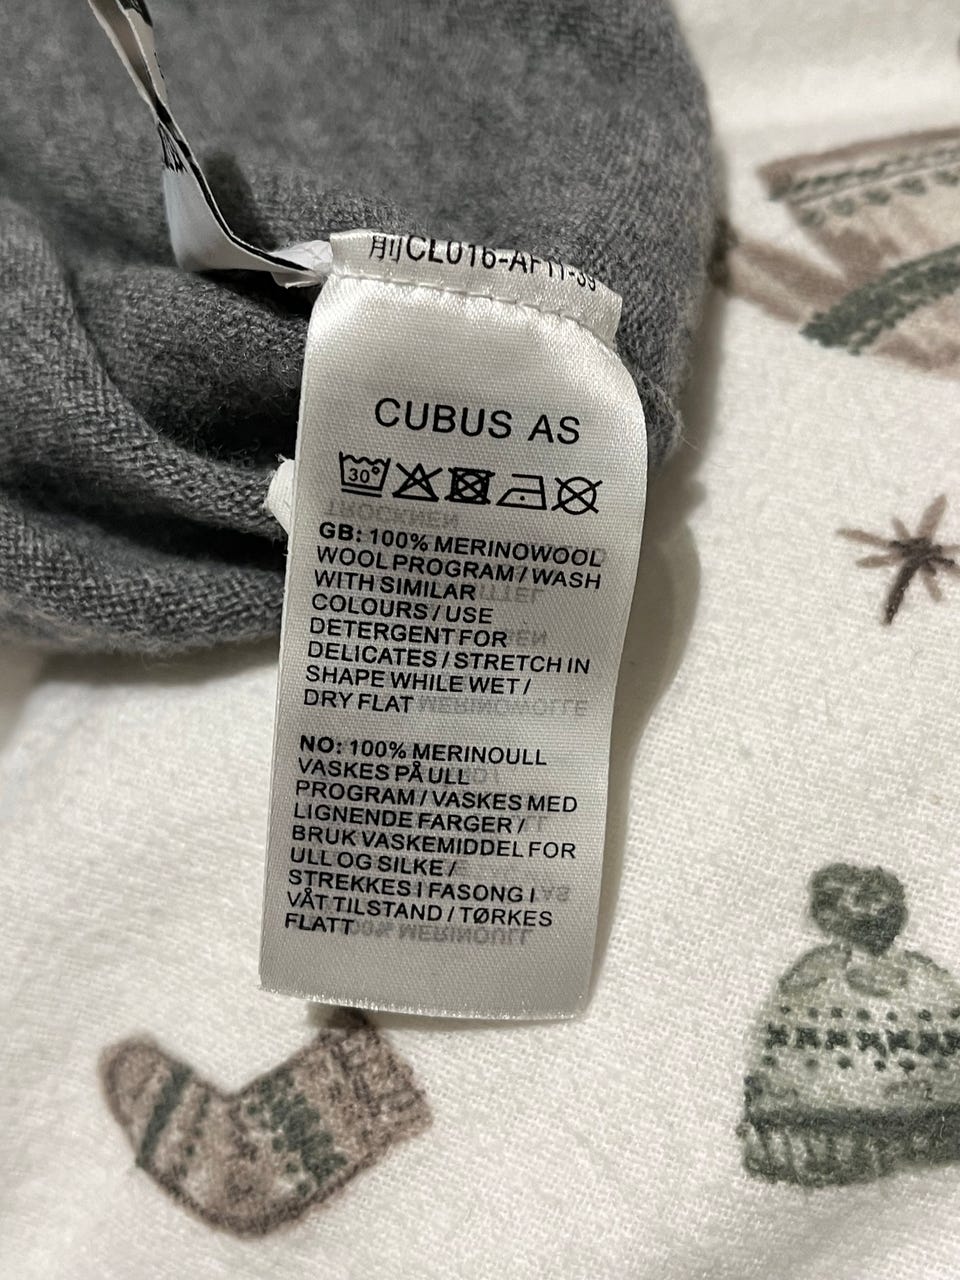 CUBUS AS
30°
GB: 100% MERINOWOOL
WOOL PROGRAM / WASH
WITH SIMILAR
COLOURS / USE
DETERGENT FOR
DELICATES / STRETCH IN
SHAPE WHILE WET /
DRY FLAT
NO: 100% MERINOULL
VASKES PÅ ULL
PROGRAM / VASKES MED
LIGNENDE FARGER /
BRUK VASKEMIDDEL FOR
ULL OG SILKE /
STREKKES I FASONG I
VÅT TILSTAND / TØRKES
FLATT